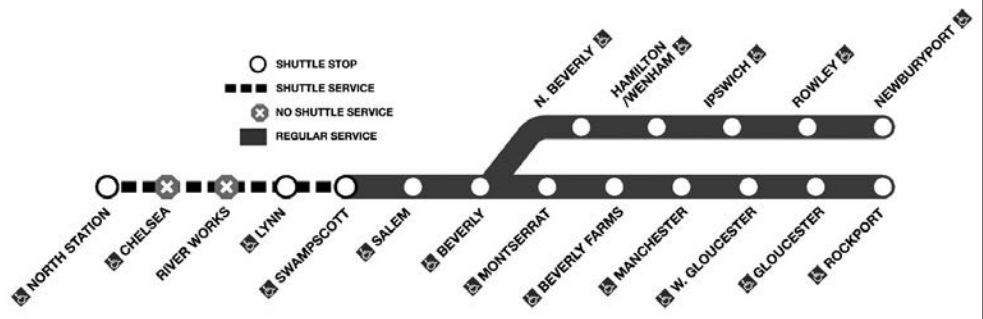 SHUTTLE STOP
SHUTTLE SERVICE
NO SHUTTLE SERVICE
REGULAR SERVICE
N. BEVERLY
HAMILTON
/WENHAM
IPSWICH
ROWLEY
NEWBURYPORT
NORTH STATION
CHELSEA
RIVER WORKS
LYNN
SWAMPSCOTT
SALEM
BEVERLY
MONTSERRAT
BEVERLY FARMS
MANCHESTER
W. GLOUCESTER
GLOUCESTER
ROCKPORT